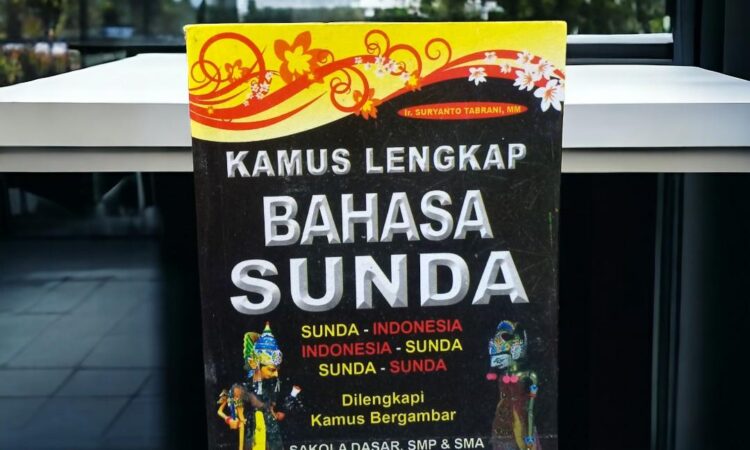 Ir. SURYANTO TABRANI, MM
KAMUS LENGKAP
BAHASA
SUNDA
SUNDA - INDONESIA
INDONESIA - SUNDA
SUNDA - SUNDA
Dilengkapi
Kamus Bergambar
SAKOLA DASAR, SMP & SMA